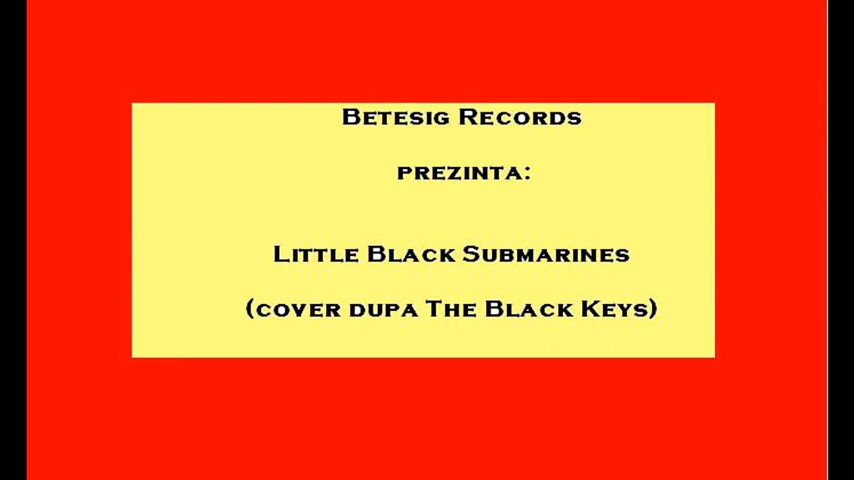 Betesig Records
prezinta:
Little Black Submarines
(cover dupa The Black Keys)